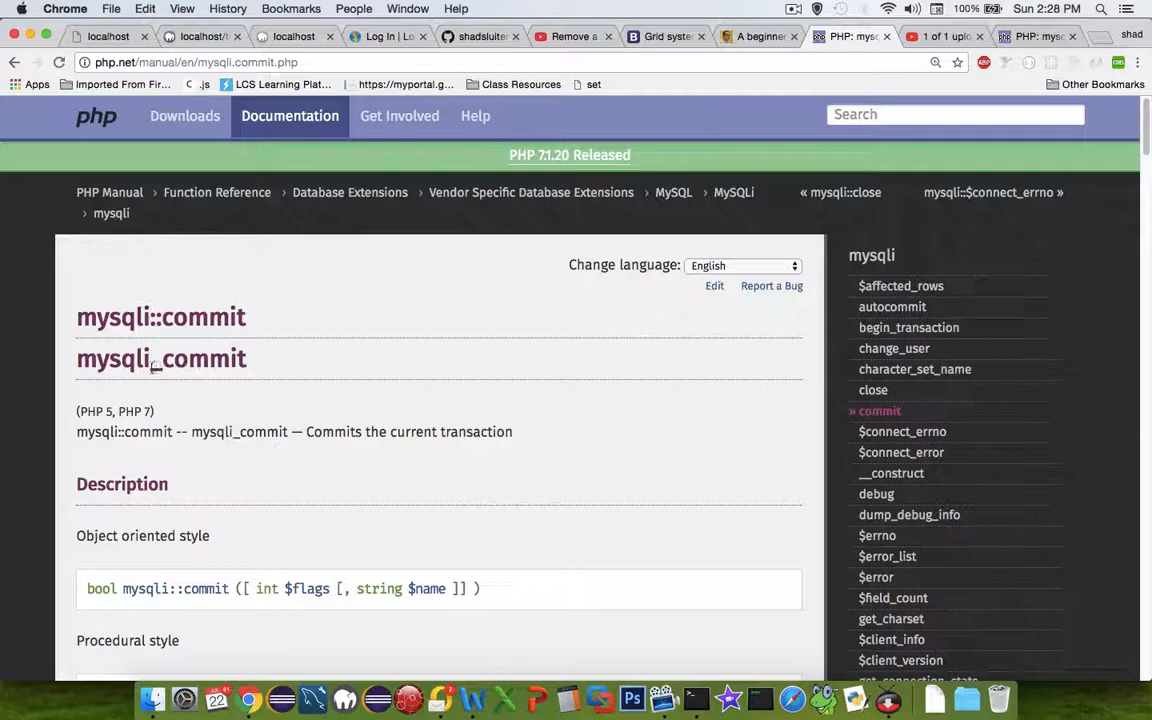 Chrome File Edit View History Bookmarks People Window Help 100% Sun 2:28 PM
localhost localhost/t localhost Log In | Lo shadsluiter Remove a Grid system A beginner PHP: mysq 1 of 1 uplo PHP: mysq shad
php.net/manual/en/mysqli.commit.php
Apps Imported From Fir... .js LCS Learning Plat... https://myportal.g... Class Resources set Other Bookmarks
php Downloads Documentation Get Involved Help Search
PHP 7.1.20 Released
PHP Manual › Function Reference › Database Extensions › Vendor Specific Database Extensions › MySQL › MySQLi « mysqli::close mysqli::$connect_errno »
› mysqli
Change language: English
Edit Report a Bug
mysqli::commit
mysqli_commit
(PHP 5, PHP 7)
mysqli::commit -- mysqli_commit — Commits the current transaction
Description
Object oriented style
bool mysqli::commit ([ int $flags [, string $name ]] )
Procedural style
mysqli
$affected_rows
autocommit
begin_transaction
change_user
character_set_name
close
» commit
$connect_errno
$connect_error
__construct
debug
dump_debug_info
$errno
$error_list
$error
$field_count
get_charset
$client_info
$client_version
get_connection_stats